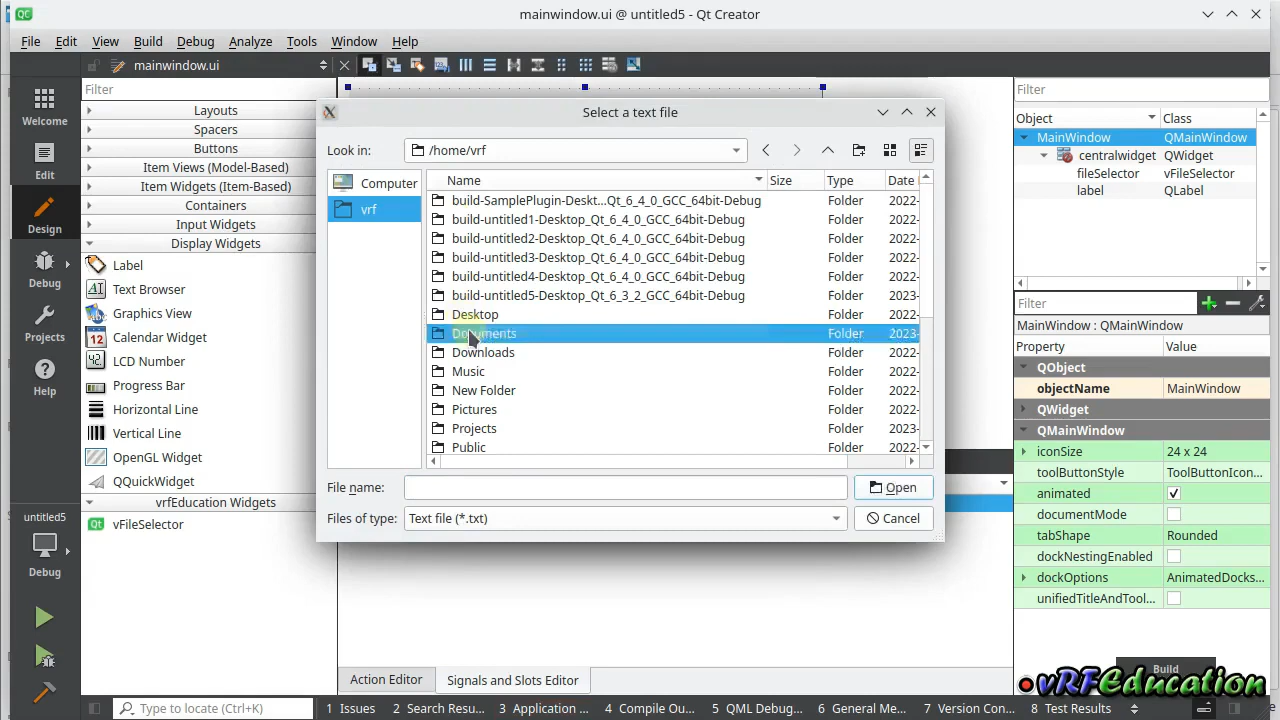 mainwindow.ui @ untitled5 - Qt Creator
File Edit View Build Debug Analyze Tools Window Help
mainwindow.ui
Welcome
Edit
Design
Debug
Projects
Help
untitled5
Debug
Filter
Layouts
Spacers
Buttons
Item Views (Model-Based)
Item Widgets (Item-Based)
Containers
Input Widgets
Display Widgets
Label
Text Browser
Graphics View
Calendar Widget
LCD Number
Progress Bar
Horizontal Line
Vertical Line
OpenGL Widget
QQuickWidget
vrfEducation Widgets
vFileSelector
Select a text file
Look in: /home/vrf
Computer
vrf
Name Size Type Date
build-SamplePlugin-Deskt...Qt_6_4_0_GCC_64bit-Debug Folder 2022-
build-untitled1-Desktop_Qt_6_4_0_GCC_64bit-Debug Folder 2022-
build-untitled2-Desktop_Qt_6_4_0_GCC_64bit-Debug Folder 2022-
build-untitled3-Desktop_Qt_6_4_0_GCC_64bit-Debug Folder 2022-
build-untitled4-Desktop_Qt_6_4_0_GCC_64bit-Debug Folder 2022-
build-untitled5-Desktop_Qt_6_3_2_GCC_64bit-Debug Folder 2023-
Desktop Folder 2022-
Documents Folder 2023-
Downloads Folder 2022-
Music Folder 2022-
New Folder Folder 2022-
Pictures Folder 2022-
Projects Folder 2023-
Public Folder 2022-
File name: Open
Files of type: Text file (*.txt) Cancel
Action Editor Signals and Slots Editor
Filter
Object Class
MainWindow QMainWindow
centralwidget QWidget
fileSelector vFileSelector
label QLabel
Filter
MainWindow : QMainWindow
Property Value
QObject
objectName MainWindow
QWidget
QMainWindow
iconSize 24 x 24
toolButtonStyle ToolButtonIcon...
animated
documentMode
tabShape Rounded
dockNestingEnabled
dockOptions AnimatedDocks...
unifiedTitleAndTool...
Build
vRFEducation
Type to locate (Ctrl+K) 1 Issues 2 Search Resu... 3 Application ... 4 Compile Ou... 5 QML Debug... 6 General Me... 7 Version Con... 8 Test Results